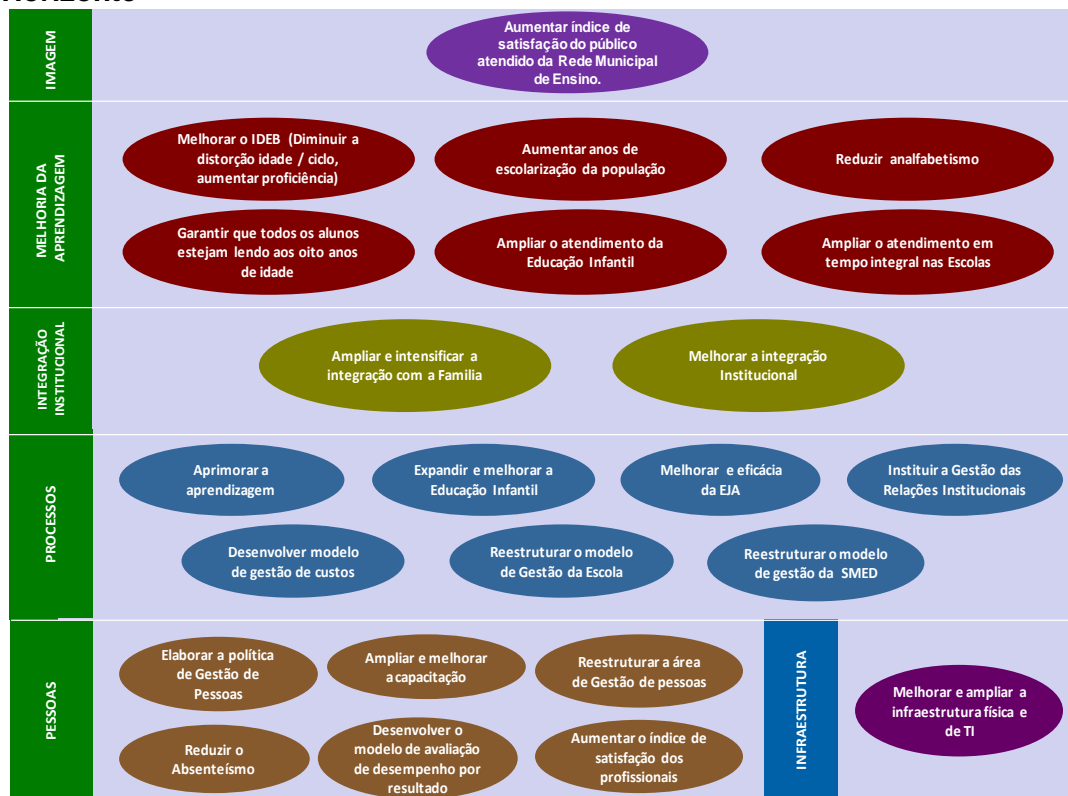 Horizonte
IMAGEM
Aumentar índice de
satisfação do público
atendido da Rede Municipal
de Ensino.
MELHORIA DA
APRENDIZAGEM
Melhorar o IDEB (Diminuir a
distorção idade / ciclo,
aumentar proficiência)
Aumentar anos de
escolarização da população
Reduzir analfabetismo
Garantir que todos os alunos
estejam lendo aos oito anos
de idade
Ampliar o atendimento da
Educação Infantil
Ampliar o atendimento em
tempo integral nas Escolas
INTEGRAÇÃO
INSTITUCIONAL
Ampliar e intensificar a
integração com a Familia
Melhorar a integração
Institucional
PROCESSOS
Aprimorar a
aprendizagem
Expandir e melhorar a
Educação Infantil
Melhorar e eficácia
da EJA
Instituir a Gestão das
Relações Institucionais
Desenvolver modelo
de gestão de custos
Reestruturar o modelo
de Gestão da Escola
Reestruturar o modelo
de gestão da SMED
PESSOAS
Elaborar a política
de Gestão de
Pessoas
Ampliar e melhorar
a capacitação
Reestruturar a área
de Gestão de pessoas
Reduzir o
Absenteísmo
Desenvolver o
modelo de avaliação
de desempenho por
resultado
Aumentar o índice de
satisfação dos
profissionais
INFRAESTRUTURA
Melhorar e ampliar a
infraestrutura física e
de TI